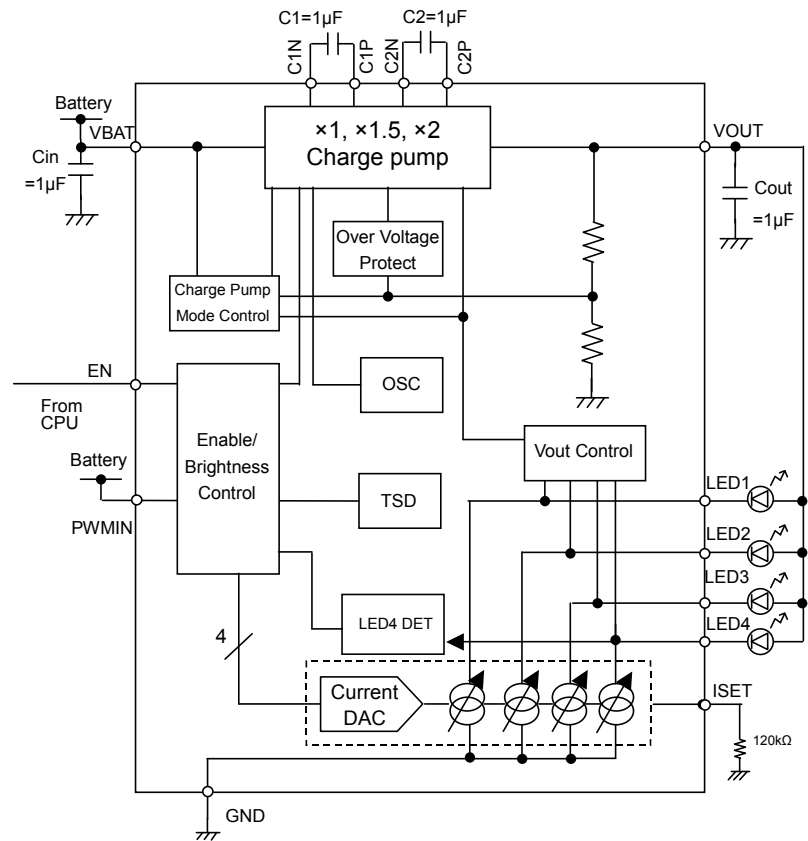 C1=1μF
C2=1μF
C1N
C1P
C2N
C2P
Battery
VBAT
Cin
=1μF
×1, ×1.5, ×2
Charge pump
VOUT
Cout
=1μF
Over Voltage
Protect
Charge Pump
Mode Control
EN
From
CPU
OSC
Enable/
Brightness
Control
Vout Control
Battery
PWMIN
TSD
LED1
LED2
LED3
LED4
LED4 DET
4
Current
DAC
ISET
120kΩ
GND